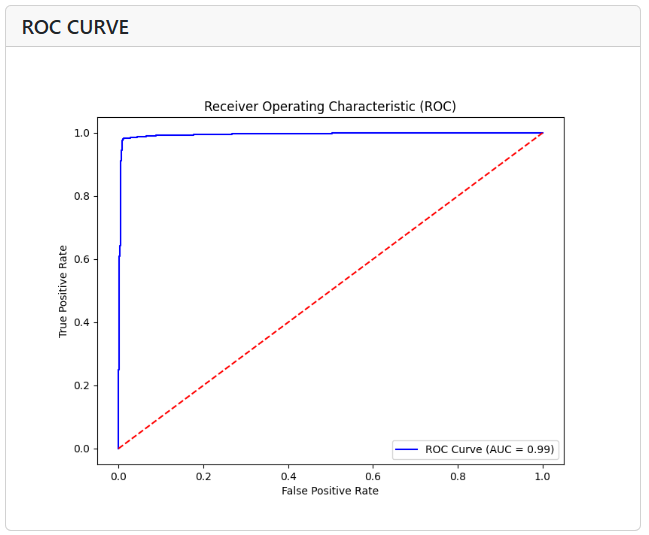 ROC CURVE
Receiver Operating Characteristic (ROC)
1.0
0.8
0.6
0.4
0.2
0.0
True Positive Rate
ROC Curve (AUC = 0.99)
0.0 0.2 0.4 0.6 0.8 1.0
False Positive Rate